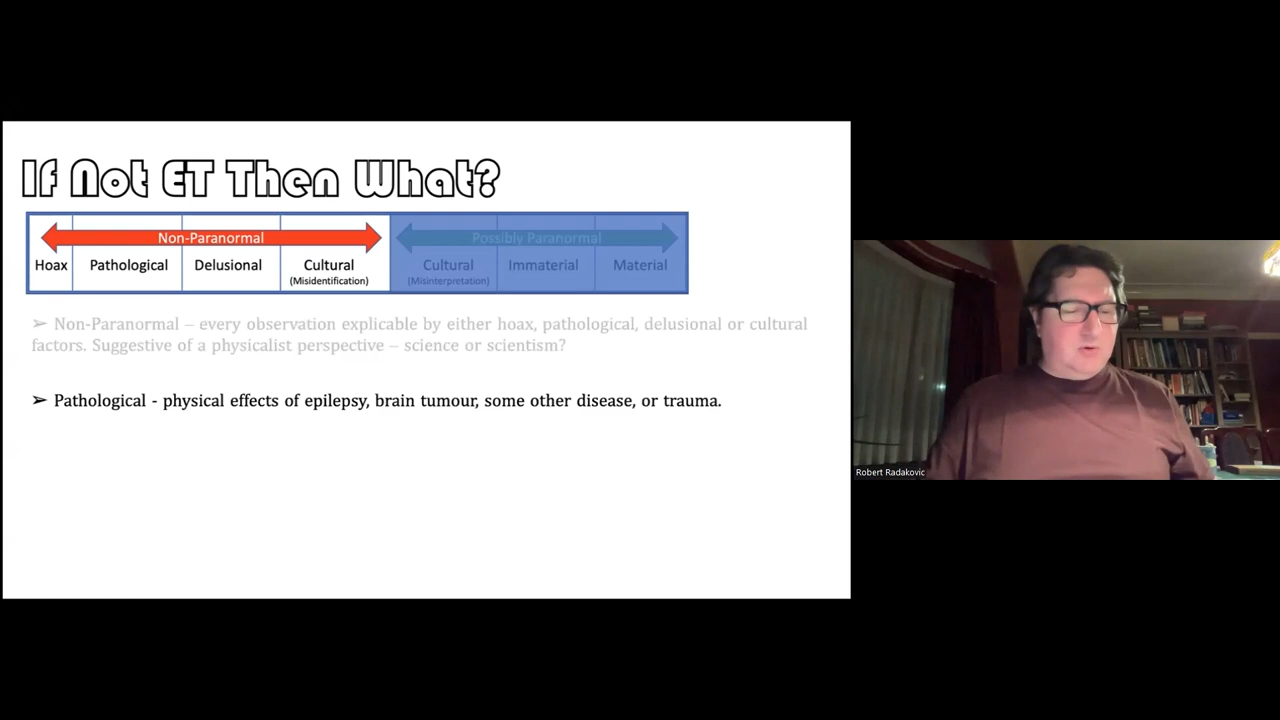 If Not ET Then What?
Non-Paranormal
Possibly Paranormal
Hoax
Pathological
Delusional
Cultural
(Misidentification)
Cultural
(Misinterpretation)
Immaterial
Material
➢ Non-Paranormal – every observation explicable by either hoax, pathological, delusional or cultural
factors. Suggestive of a physicalist perspective – science or scientism?
➢ Pathological - physical effects of epilepsy, brain tumour, some other disease, or trauma.
Robert Radakovic